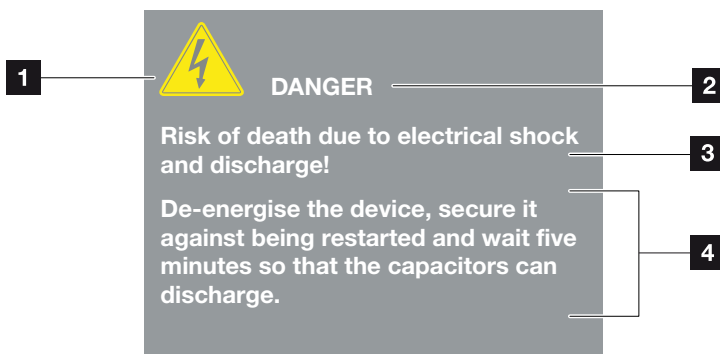 1
DANGER
2
Risk of death due to electrical shock
and discharge!
3
De-energise the device, secure it
against being restarted and wait five
minutes so that the capacitors can
discharge.
4